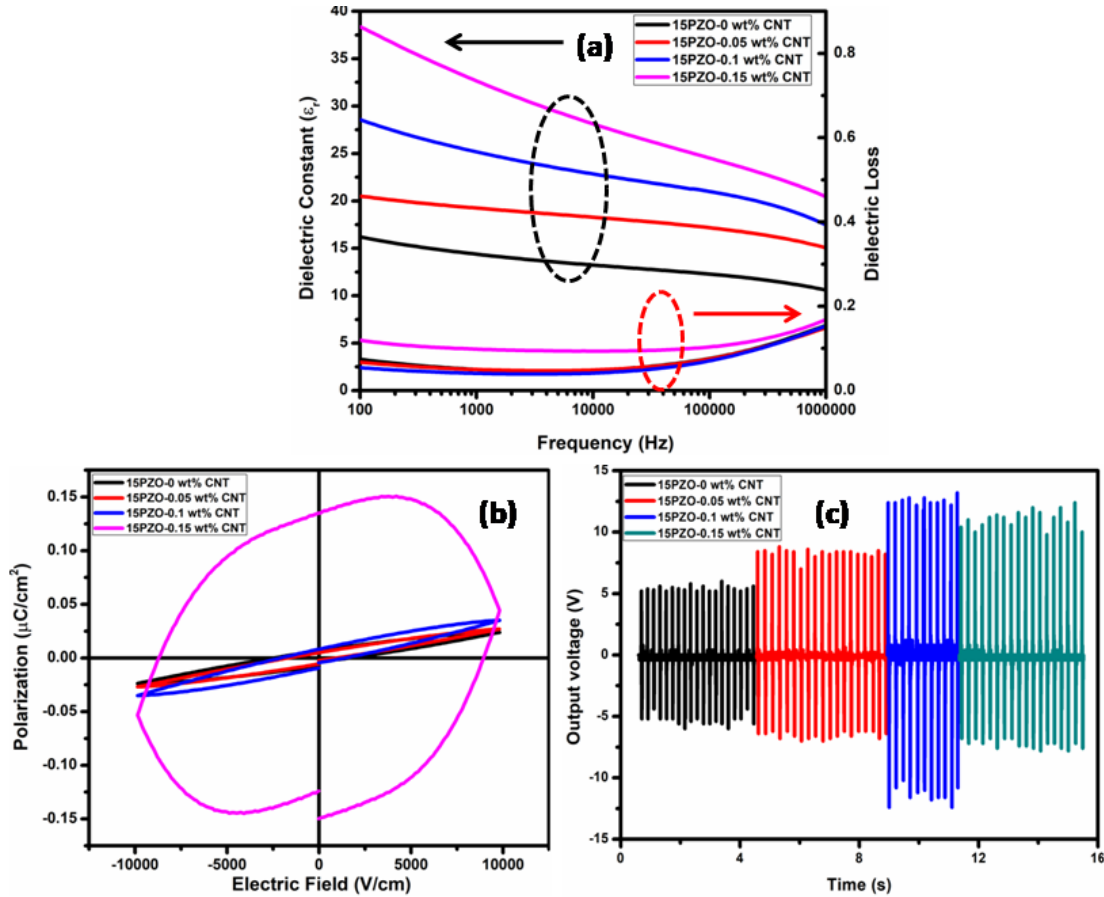 (a)
15PZO-0 wt% CNT
15PZO-0.05 wt% CNT
15PZO-0.1 wt% CNT
15PZO-0.15 wt% CNT
Dielectric Constant (εr)
40
35
30
25
20
15
10
5
0
Dielectric Loss
0.8
0.6
0.4
0.2
0.0
100 1000 10000 100000 1000000
Frequency (Hz)
(b)
15PZO-0 wt% CNT
15PZO-0.05 wt% CNT
15PZO-0.1 wt% CNT
15PZO-0.15 wt% CNT
Polarization (μC/cm²)
0.15
0.10
0.05
0.00
-0.05
-0.10
-0.15
-10000 -5000 0 5000 10000
Electric Field (V/cm)
(c)
15PZO-0 wt% CNT
15PZO-0.05 wt% CNT
15PZO-0.1 wt% CNT
15PZO-0.15 wt% CNT
Output voltage (V)
15
10
5
0
-5
-10
-15
0 4 8 12 16
Time (s)